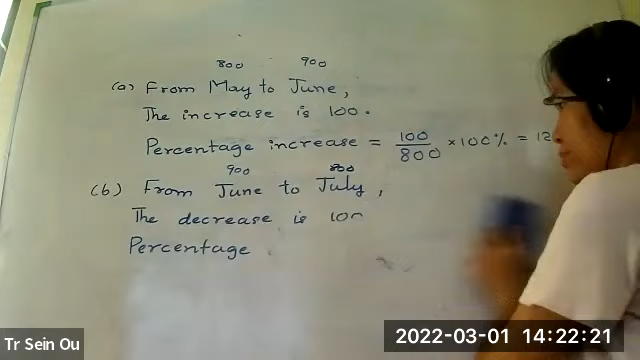 800 900
(a) From May to June,
The increase is 100.
Percentage increase = 100/800 × 100% = 12
900 800
(b) From June to July,
The decrease is 100
Percentage
Tr Sein Ou
2022-03-01 14:22:21